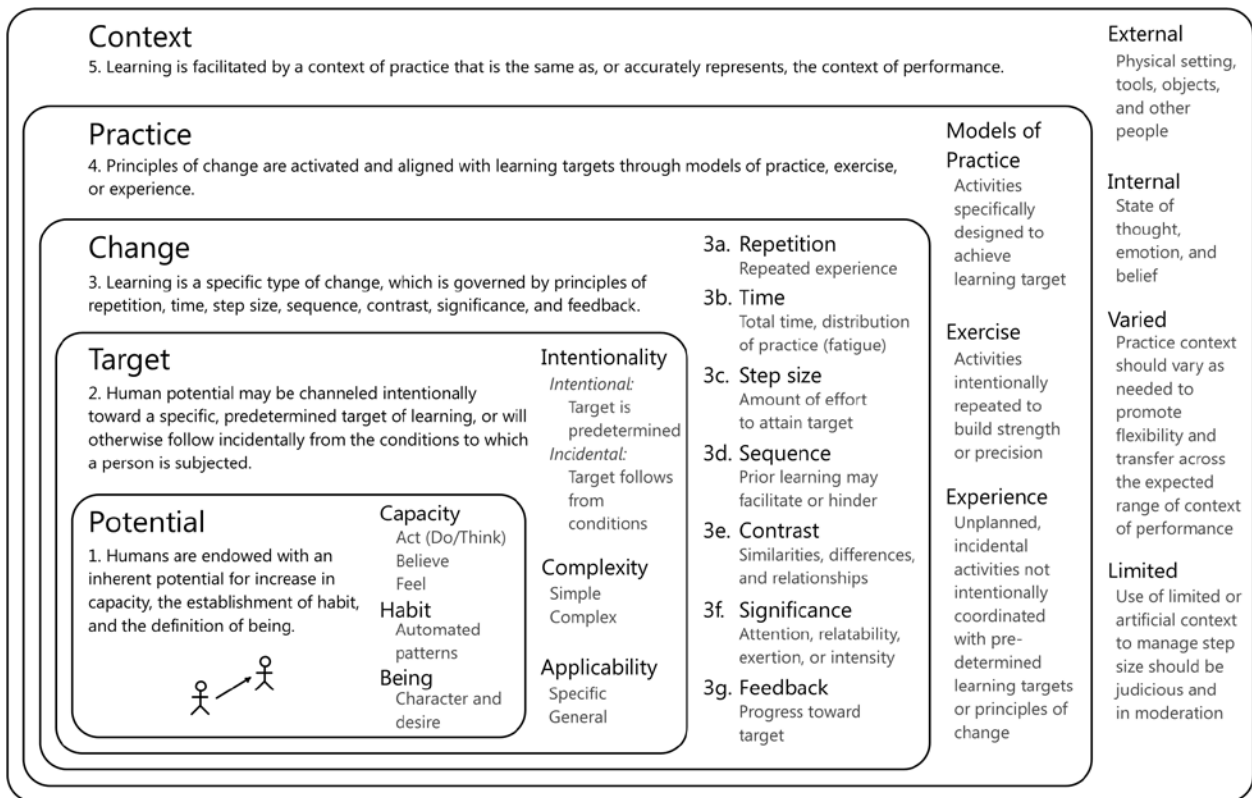 Context
5. Learning is facilitated by a context of practice that is the same as, or accurately represents, the context of performance.
External
Physical setting,
tools, objects,
and other
people
Internal
State of
thought,
emotion, and
belief
Varied
Practice context
should vary as
needed to
promote
flexibility and
transfer across
the expected
range of context
of performance
Limited
Use of limited or
artificial context
to manage step
size should be
judicious and
in moderation
Practice
4. Principles of change are activated and aligned with learning targets through models of practice, exercise,
or experience.
Models of
Practice
Activities
specifically
designed to
achieve
learning target
Exercise
Activities
intentionally
repeated to
build strength
or precision
Experience
Unplanned,
incidental
activities not
intentionally
coordinated
with pre-
determined
learning targets
or principles of
change
Change
3. Learning is a specific type of change, which is governed by principles of
repetition, time, step size, sequence, contrast, significance, and feedback.
3a. Repetition
Repeated experience
3b. Time
Total time, distribution
of practice (fatigue)
3c. Step size
Amount of effort
to attain target
3d. Sequence
Prior learning may
facilitate or hinder
3e. Contrast
Similarities, differences,
and relationships
3f. Significance
Attention, relatability,
exertion, or intensity
3g. Feedback
Progress toward
target
Target
2. Human potential may be channeled intentionally
toward a specific, predetermined target of learning, or will
otherwise follow incidentally from the conditions to which
a person is subjected.
Intentionality
Intentional:
Target is
predetermined
Incidental:
Target follows
from
conditions
Complexity
Simple
Complex
Applicability
Specific
General
Potential
1. Humans are endowed with an
inherent potential for increase in
capacity, the establishment of habit,
and the definition of being.
Capacity
Act (Do/Think)
Believe
Feel
Habit
Automated
patterns
Being
Character and
desire